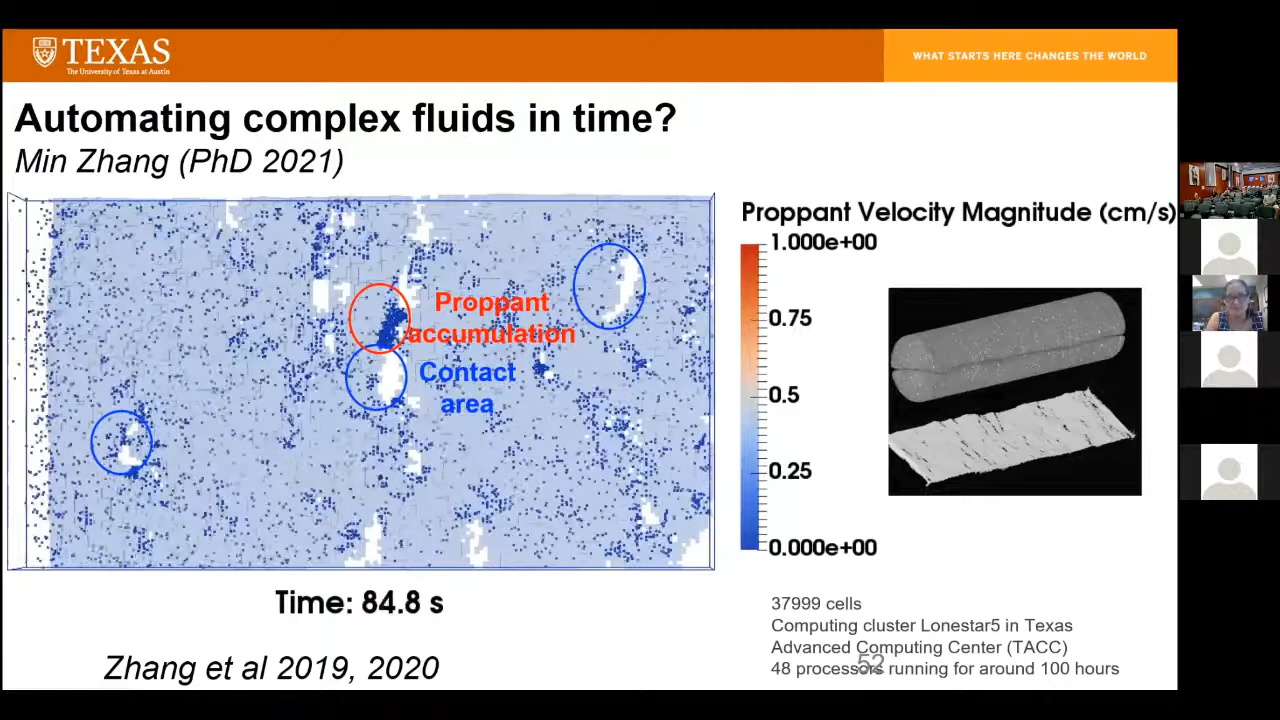 TEXAS
The University of Texas at Austin
WHAT STARTS HERE CHANGES THE WORLD
Automating complex fluids in time?
Min Zhang (PhD 2021)
Proppant Velocity Magnitude (cm/s)
1.000e+00
0.75
0.5
0.25
0.000e+00
Proppant
accumulation
Contact
area
Time: 84.8 s
Zhang et al 2019, 2020
37999 cells
Computing cluster Lonestar5 in Texas
Advanced Computing Center (TACC)
48 processors running for around 100 hours
52